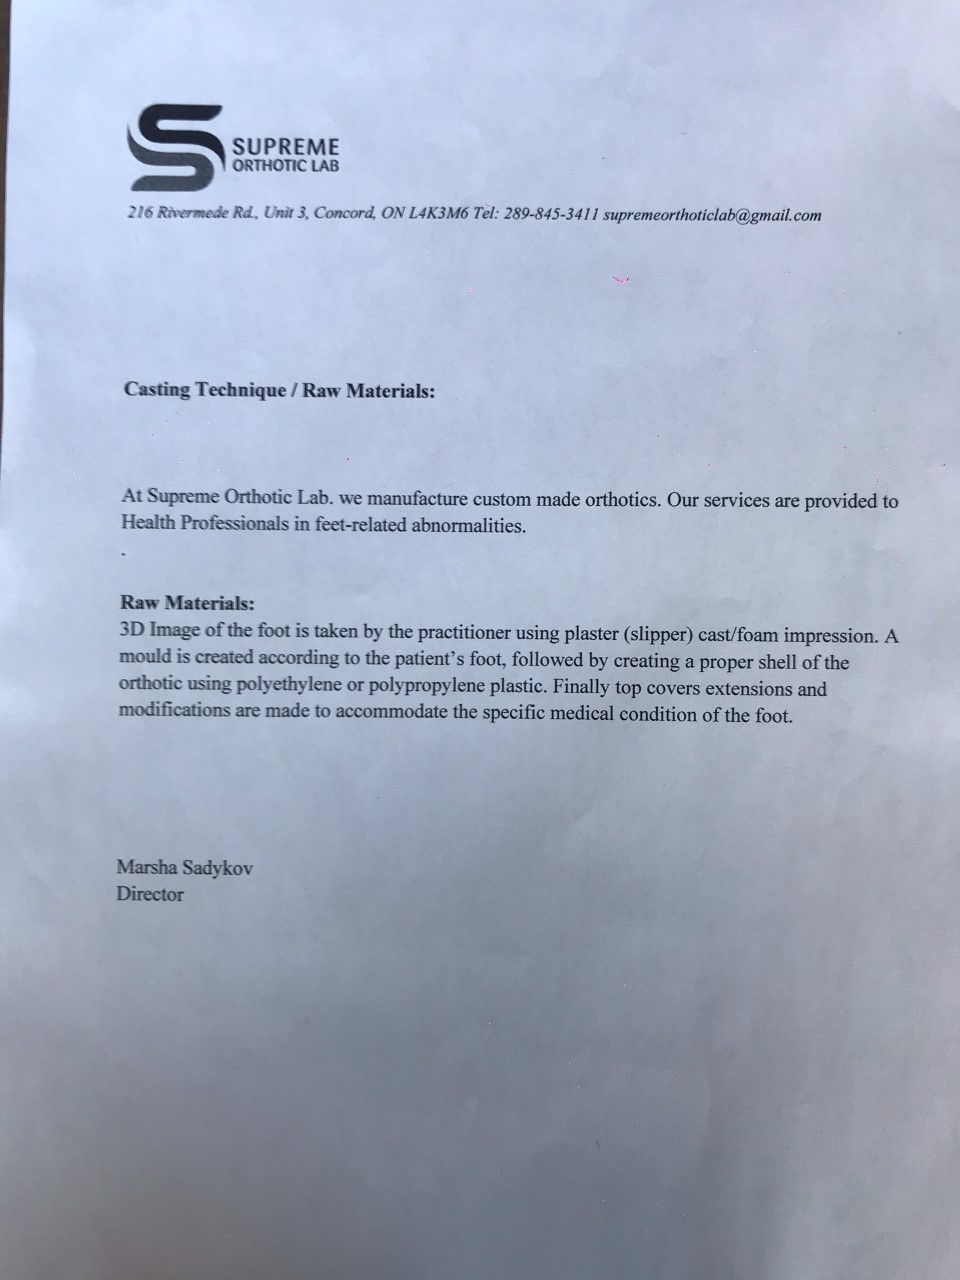 SUPREME
ORTHOTIC LAB
216 Rivermede Rd., Unit 3, Concord, ON L4K3M6 Tel: 289-845-3411 supremeorthoticlab@gmail.com
Casting Technique / Raw Materials:
At Supreme Orthotic Lab. we manufacture custom made orthotics. Our services are provided to
Health Professionals in feet-related abnormalities.
.
Raw Materials:
3D Image of the foot is taken by the practitioner using plaster (slipper) cast/foam impression. A
mould is created according to the patient’s foot, followed by creating a proper shell of the
orthotic using polyethylene or polypropylene plastic. Finally top covers extensions and
modifications are made to accommodate the specific medical condition of the foot.
Marsha Sadykov
Director